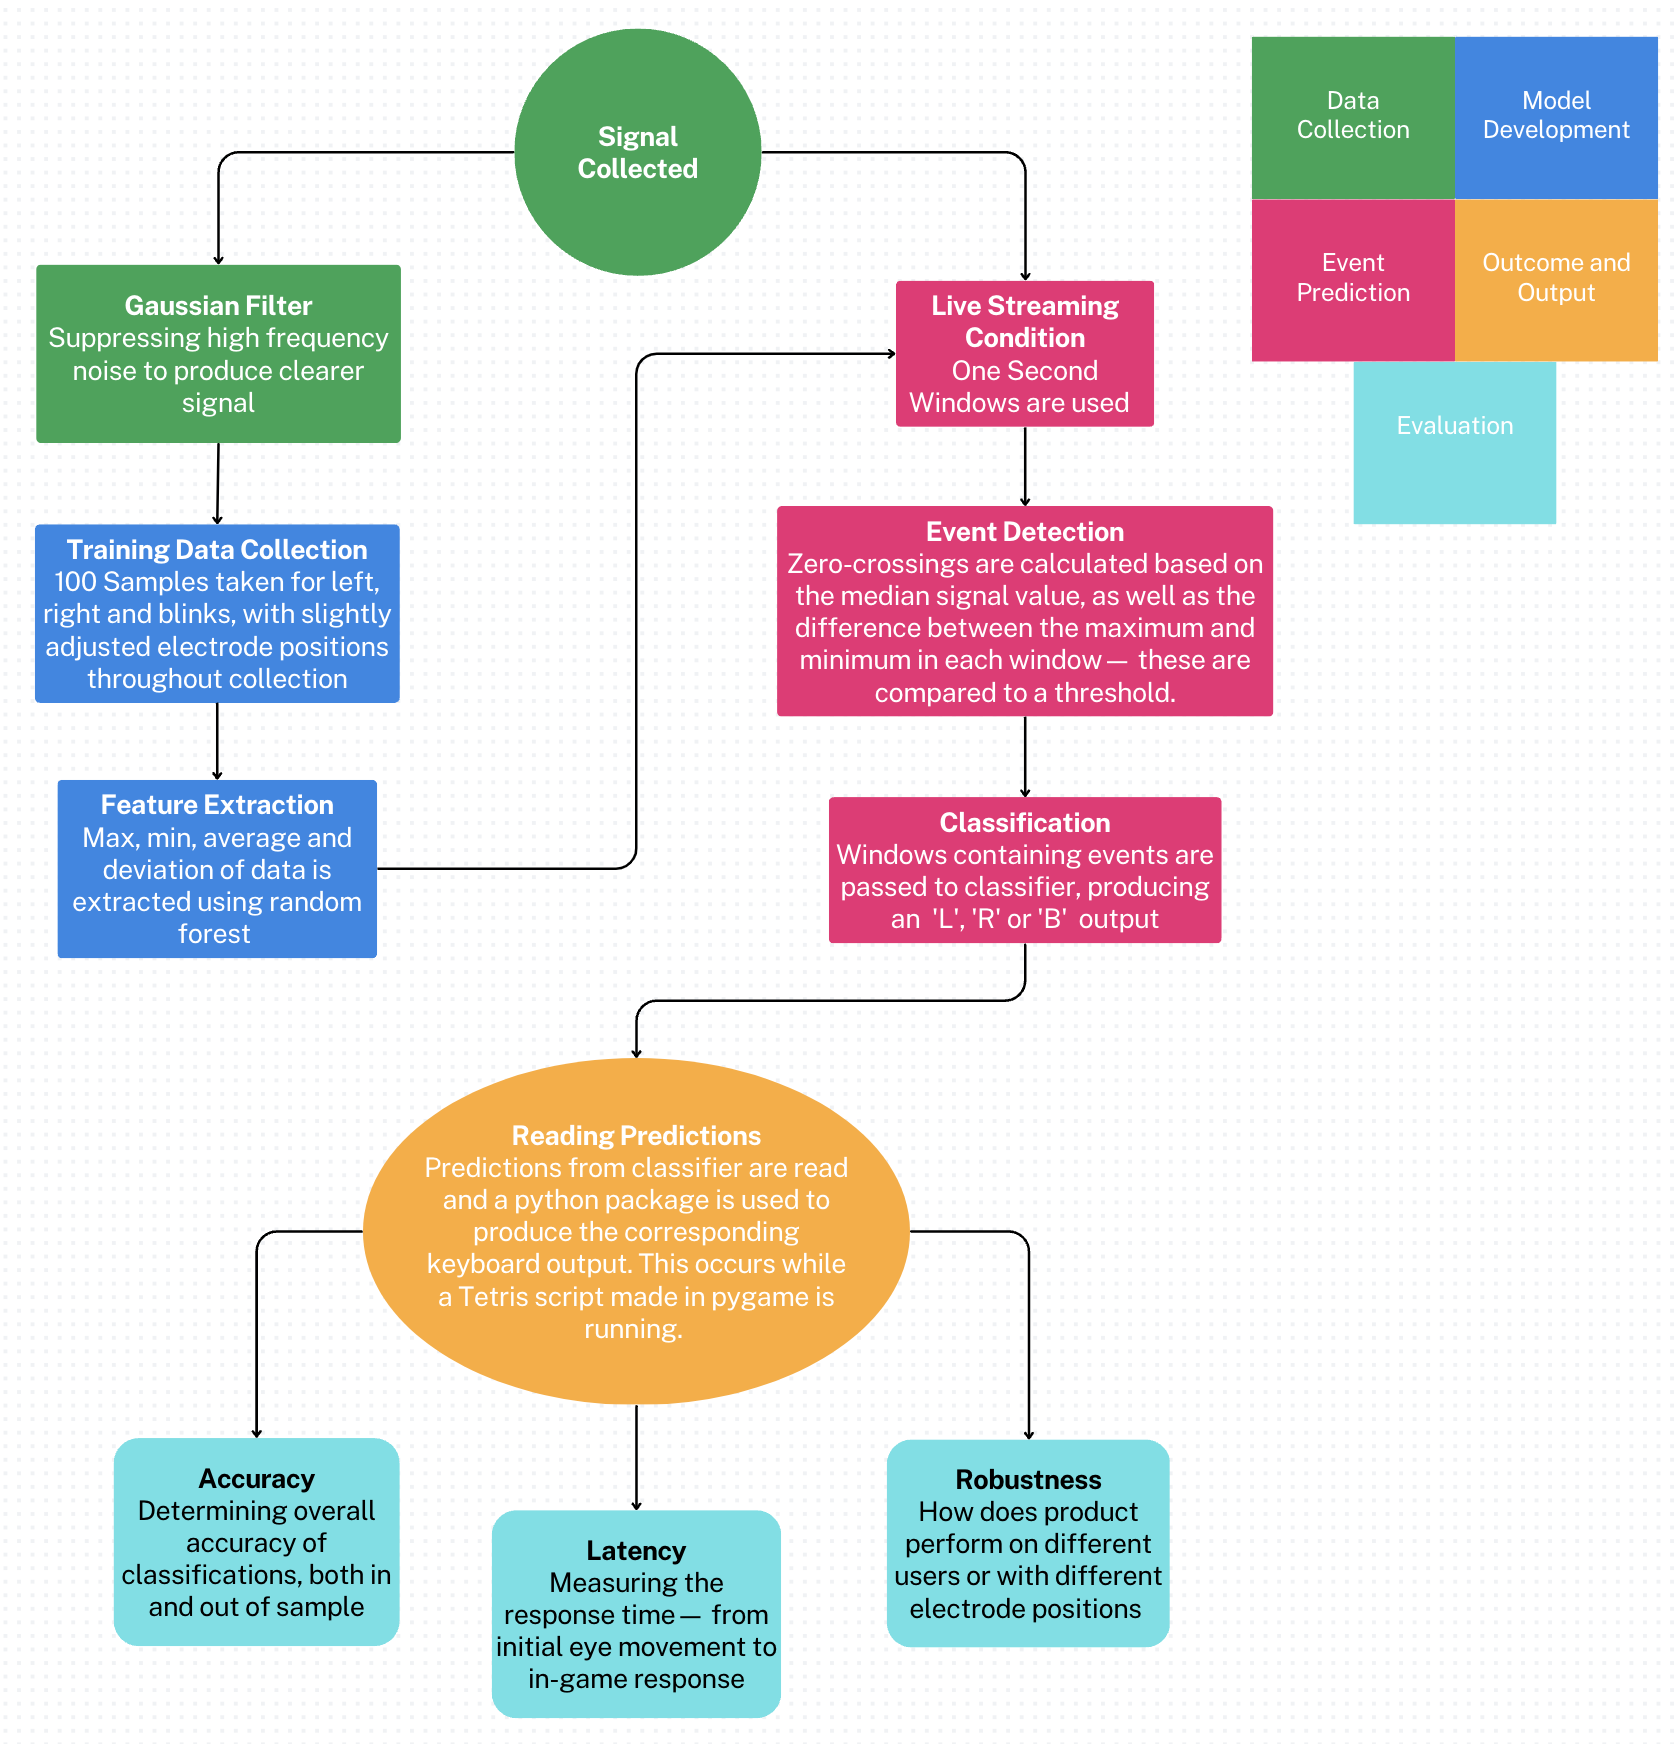 Signal
Collected
Data
Collection
Model
Development
Event
Prediction
Outcome and
Output
Evaluation
Gaussian Filter
Suppressing high frequency
noise to produce clearer
signal
Live Streaming
Condition
One Second
Windows are used
Training Data Collection
100 Samples taken for left,
right and blinks, with slightly
adjusted electrode positions
throughout collection
Event Detection
Zero-crossings are calculated based on
the median signal value, as well as the
difference between the maximum and
minimum in each window— these are
compared to a threshold.
Feature Extraction
Max, min, average and
deviation of data is
extracted using random
forest
Classification
Windows containing events are
passed to classifier, producing
an 'L', 'R' or 'B' output
Reading Predictions
Predictions from classifier are read
and a python package is used to
produce the corresponding
keyboard output. This occurs while
a Tetris script made in pygame is
running.
Accuracy
Determining overall
accuracy of
classifications, both in
and out of sample
Latency
Measuring the
response time— from
initial eye movement to
in-game response
Robustness
How does product
perform on different
users or with different
electrode positions